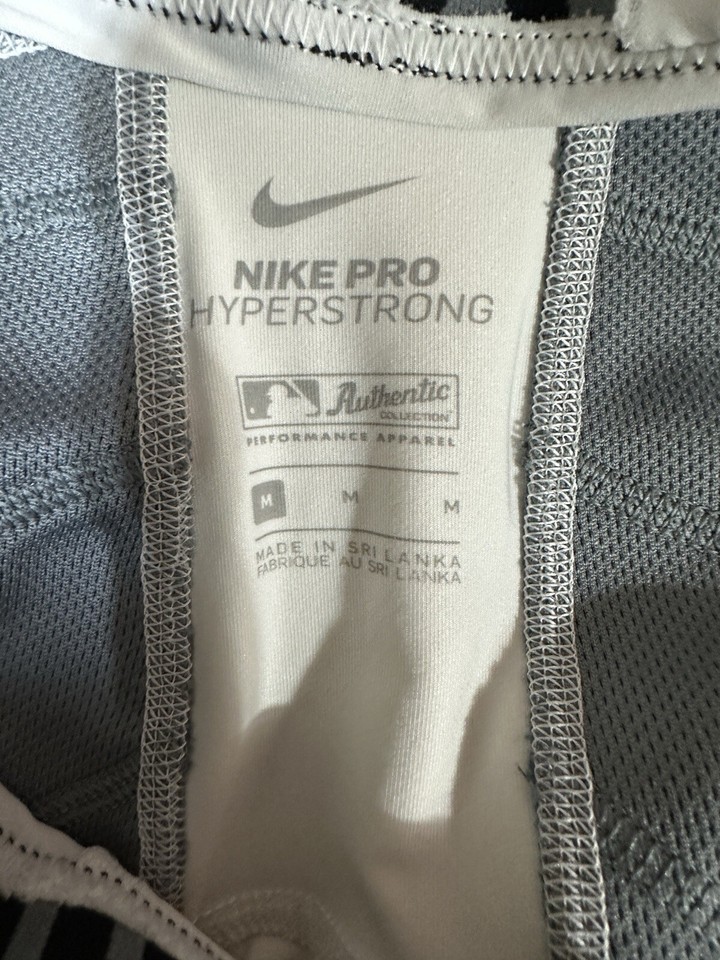 NIKE PRO
HYPERSTRONG
Authentic
COLLECTION
PERFORMANCE APPAREL
M M M
MADE IN SRI LANKA
FABRIQUE AU SRI LANKA